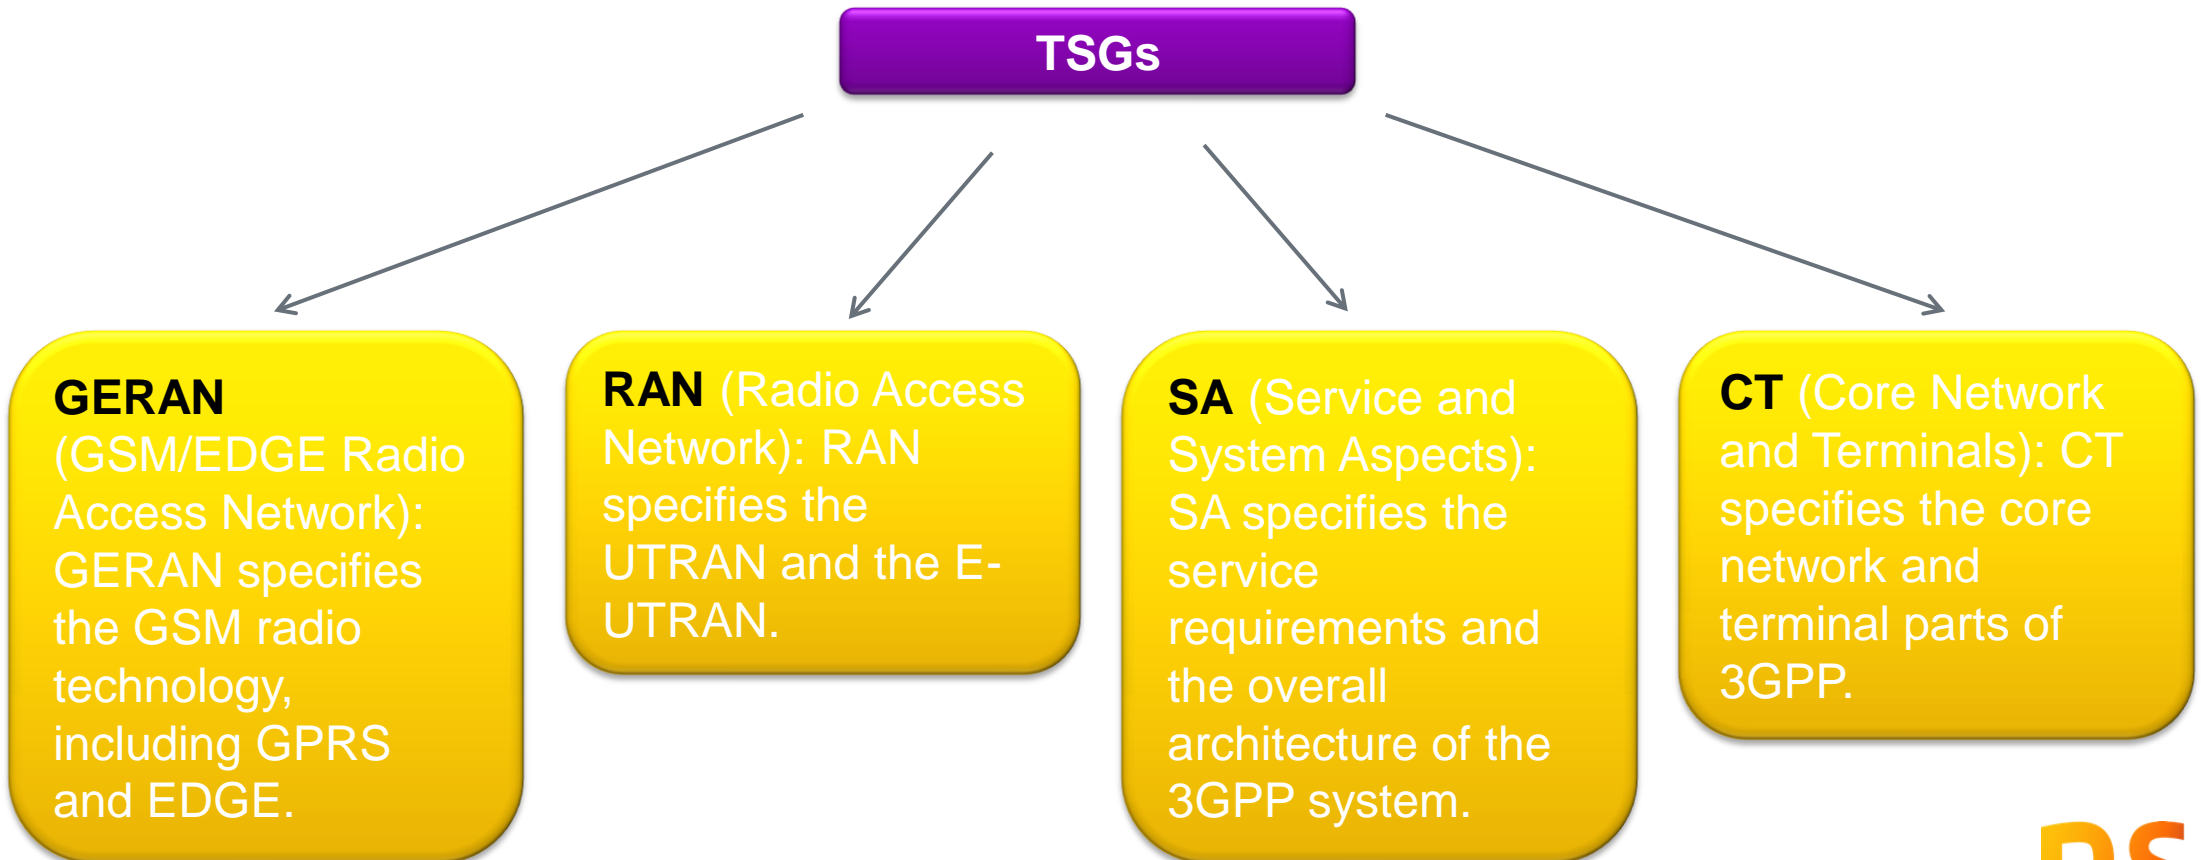 TSGs
GERAN
(GSM/EDGE Radio
Access Network):
GERAN specifies
the GSM radio
technology,
including GPRS
and EDGE.
RAN (Radio Access
Network): RAN
specifies the
UTRAN and the E-
UTRAN.
SA (Service and
System Aspects):
SA specifies the
service
requirements and
the overall
architecture of the
3GPP system.
CT (Core Network
and Terminals): CT
specifies the core
network and
terminal parts of
3GPP.